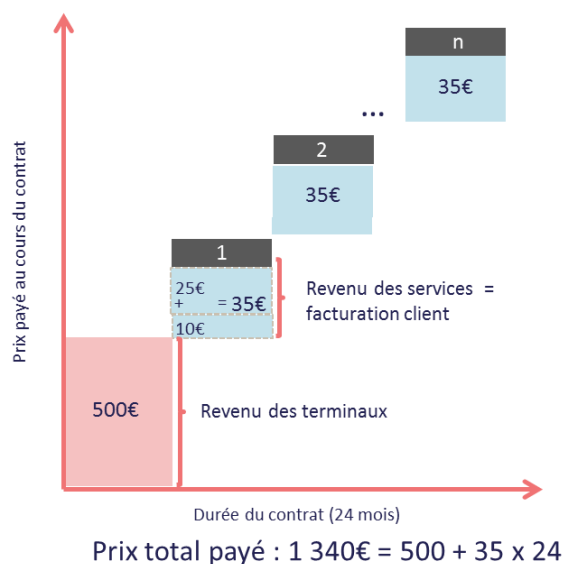 n
35€
...
2
35€
1
25€
+ = 35€
10€
Revenu des services =
facturation client
500€
Revenu des terminaux
Prix payé au cours du contrat
Durée du contrat (24 mois)
Prix total payé : 1 340€ = 500 + 35 x 24